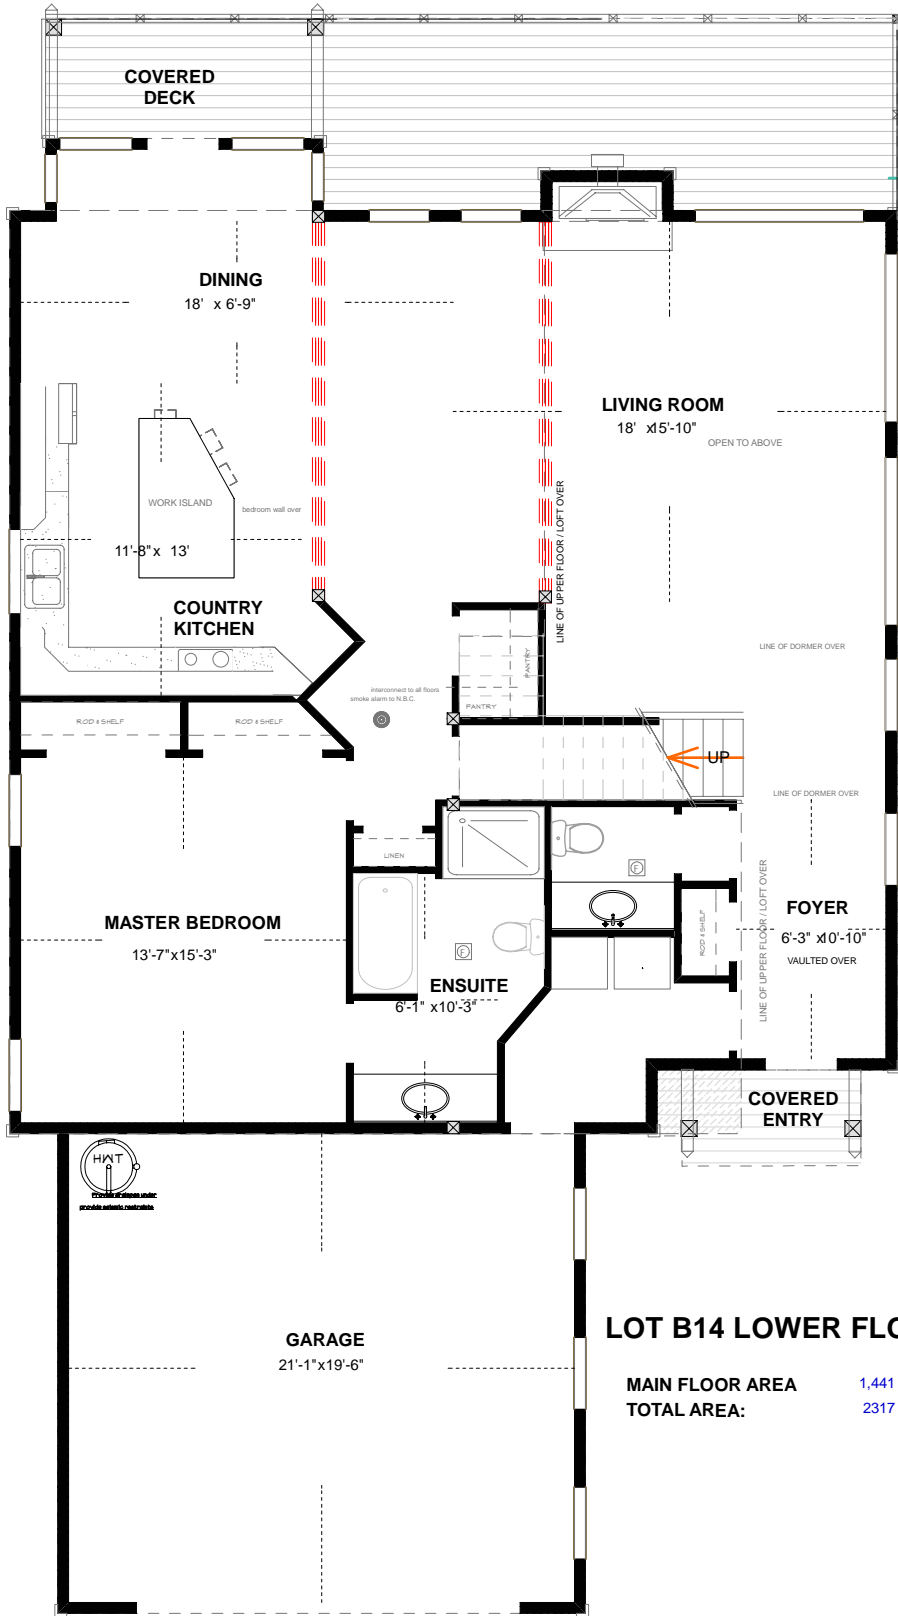 COVERED
DECK
DINING
18' x 6'-9"
LIVING ROOM
18' x15'-10"
OPEN TO ABOVE
WORK ISLAND
bedroom wall over
11'-8" x 13'
LINE OF UPPER FLOOR / LOFT OVER
COUNTRY
KITCHEN
LINE OF DORMER OVER
PANTRY
interconnect to all floors
smoke alarm to N.B.C.
PANTRY
ROD & SHELF
ROD & SHELF
UP
LINE OF DORMER OVER
LINEN
F
MASTER BEDROOM
13'-7"x15'-3"
ROD & SHELF
LINE OF UPPER FLOOR / LOFT OVER
FOYER
6'-3" x10'-10"
VAULTED OVER
F
ENSUITE
6'-1" x10'-3"
COVERED
ENTRY
HWT
provide seismic restraints
GARAGE
21'-1"x19'-6"
LOT B14 LOWER FLO
MAIN FLOOR AREA 1,441
TOTAL AREA: 2317